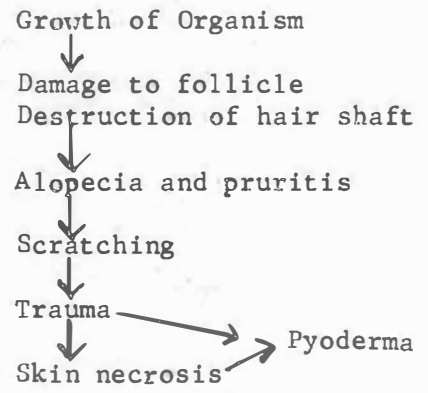 Growth of Organism
Damage to follicle
Destruction of hair shaft
Alopecia and pruritis
Scratching
Trauma
Pyoderma
Skin necrosis